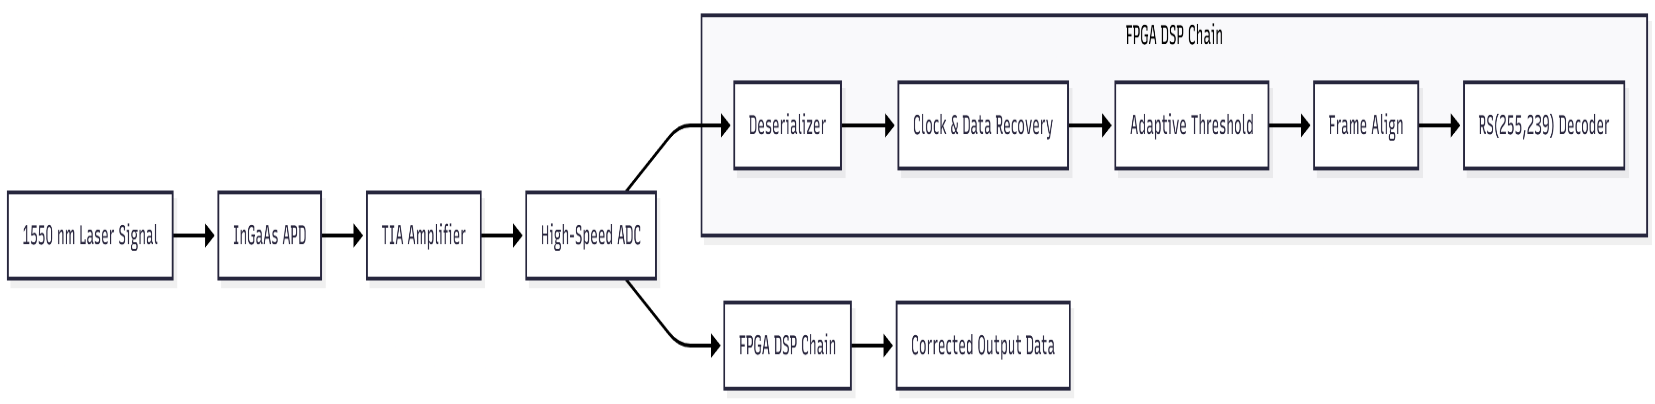 FPGA DSP Chain
Deserializer
Clock & Data Recovery
Adaptive Threshold
Frame Align
RS(255,239) Decoder
1550 nm Laser Signal
InGaAs APD
TIA Amplifier
High-Speed ADC
FPGA DSP Chain
Corrected Output Data